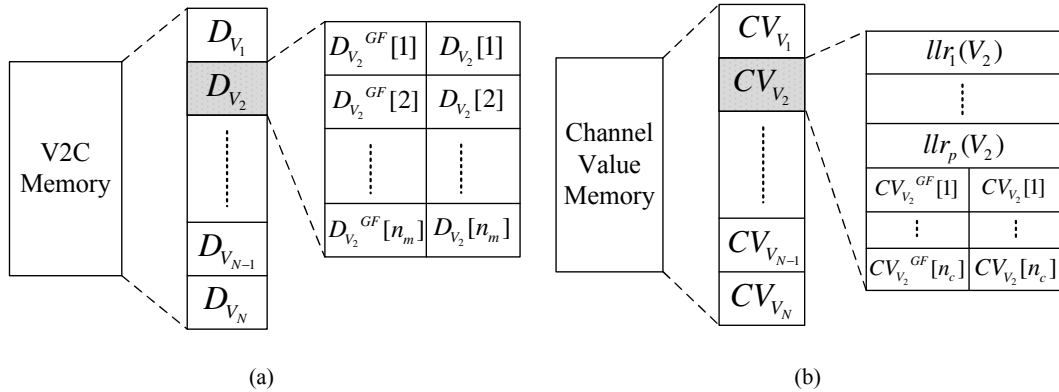 V2C
Memory
D_{V_1}
D_{V_2}
D_{V_{N-1}}
D_{V_N}
D_{V_2}^{GF}[1] D_{V_2}[1]
D_{V_2}^{GF}[2] D_{V_2}[2]
D_{V_2}^{GF}[n_m] D_{V_2}[n_m]
(a)
Channel
Value
Memory
CV_{V_1}
CV_{V_2}
CV_{V_{N-1}}
CV_{V_N}
llr_1(V_2)
llr_p(V_2)
CV_{V_2}^{GF}[1] CV_{V_2}[1]
CV_{V_2}^{GF}[n_c] CV_{V_2}[n_c]
(b)